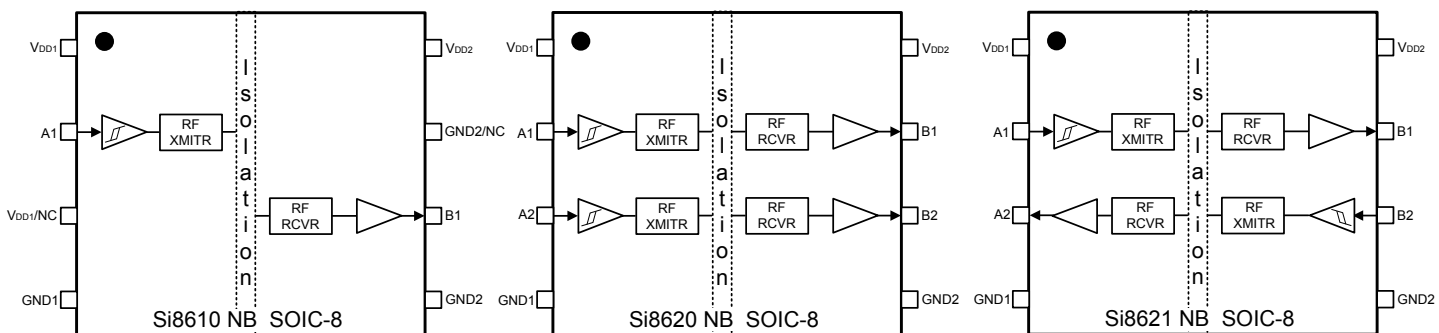 VDD1
VDD2
A1
RF
XMITR
GND2/NC
VDD1/NC
RF
RCVR
B1
GND1
GND2
Isolation
Si8610 NB SOIC-8
VDD1
VDD2
A1
RF
XMITR
RF
RCVR
B1
A2
RF
XMITR
RF
RCVR
B2
GND1
GND2
Isolation
Si8620 NB SOIC-8
VDD1
VDD2
A1
RF
XMITR
RF
RCVR
B1
A2
RF
RCVR
RF
XMITR
B2
GND1
GND2
Isolation
Si8621 NB SOIC-8